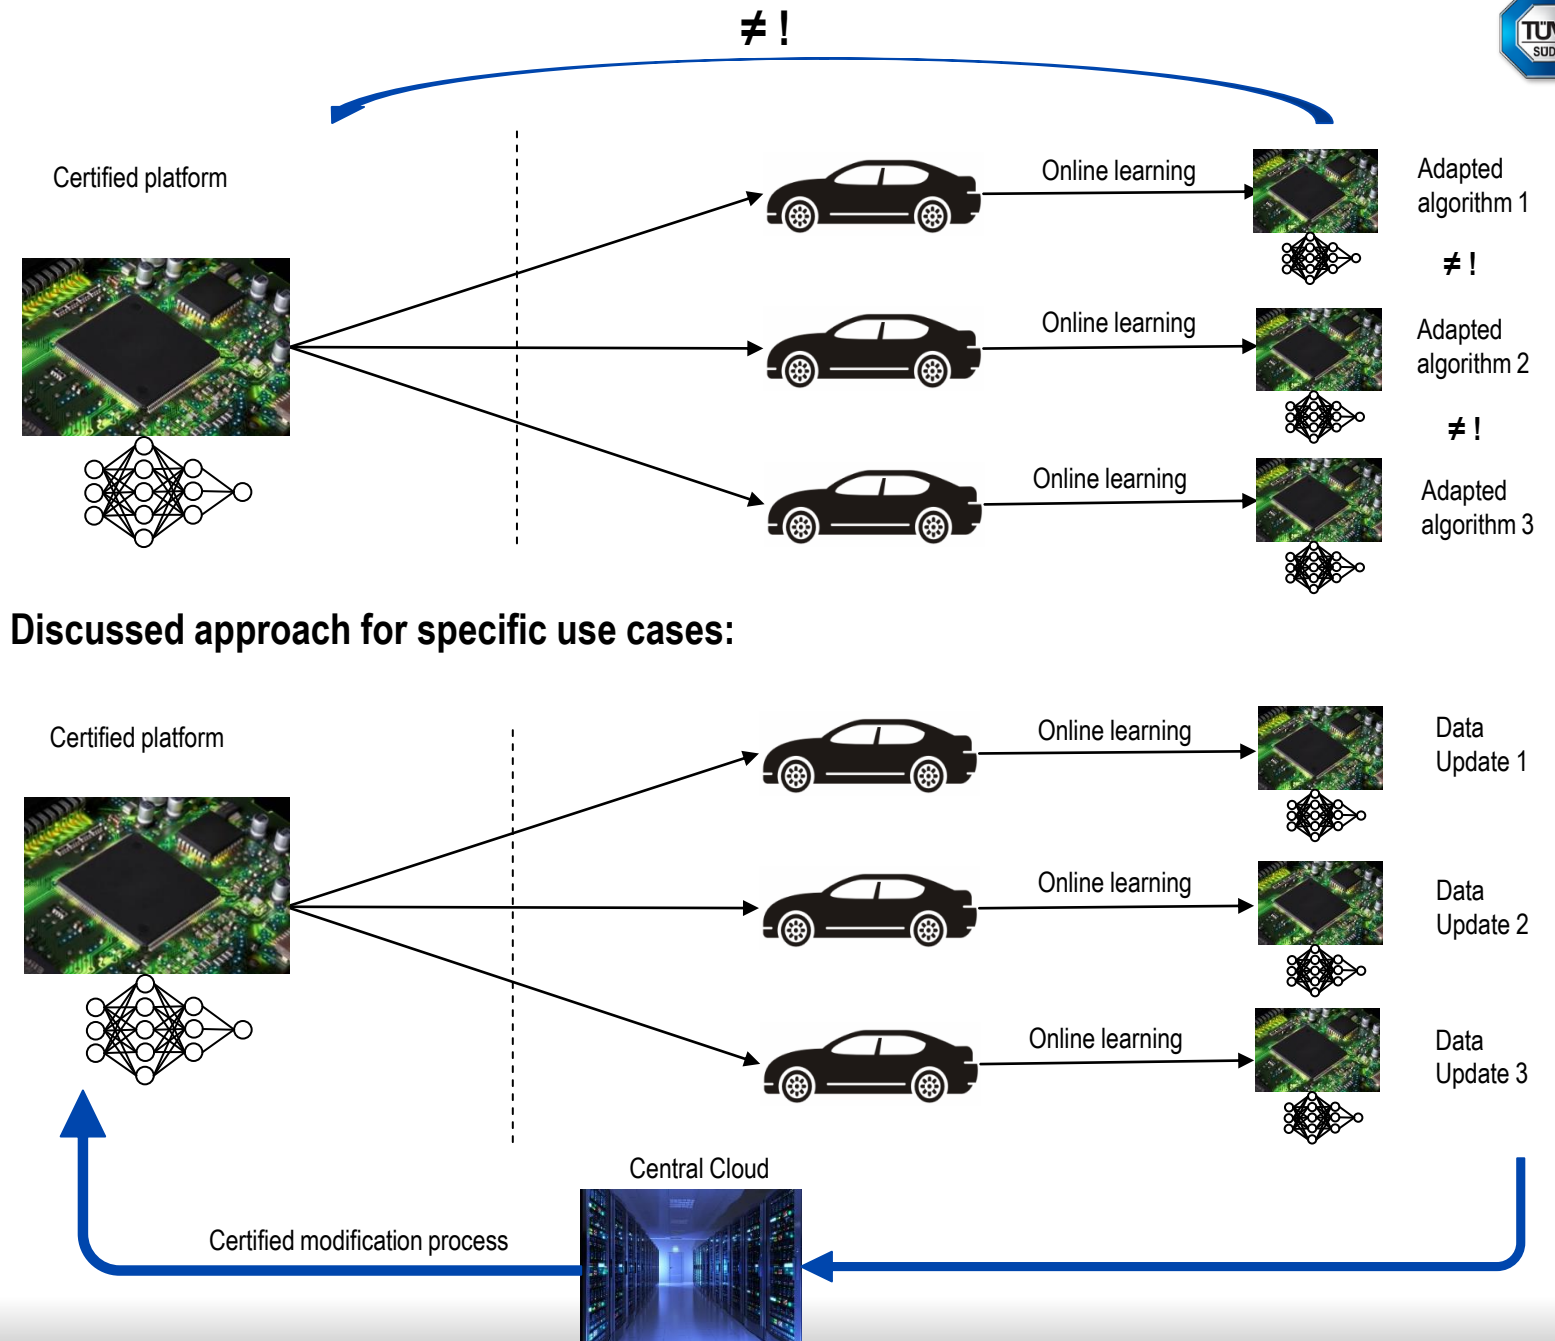 ≠ !
TÜV
SÜD
Certified platform
Online learning
Adapted
algorithm 1
≠ !
Online learning
Adapted
algorithm 2
≠ !
Online learning
Adapted
algorithm 3
Discussed approach for specific use cases:
Certified platform
Online learning
Data
Update 1
Online learning
Data
Update 2
Online learning
Data
Update 3
Central Cloud
Certified modification process